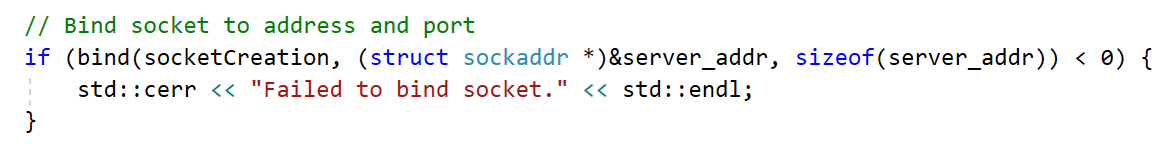 // Bind socket to address and port
if (bind(socketCreation, (struct sockaddr *)&server_addr, sizeof(server_addr)) < 0) {
    std::cerr << "Failed to bind socket." << std::endl;
}